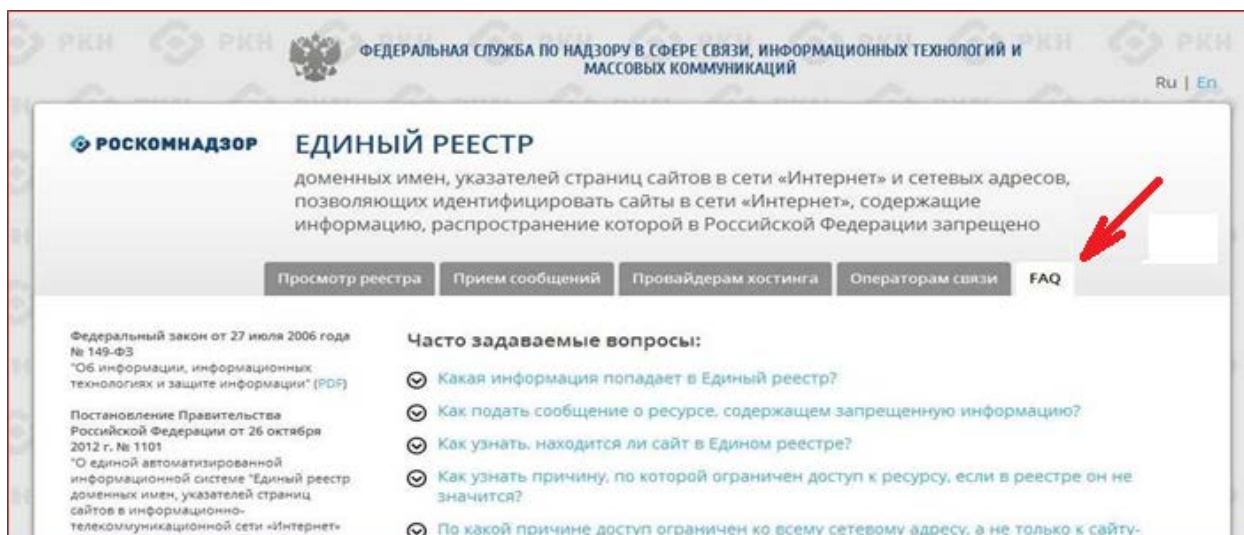 ФЕДЕРАЛЬНАЯ СЛУЖБА ПО НАДЗОРУ В СФЕРЕ СВЯЗИ, ИНФОРМАЦИОННЫХ ТЕХНОЛОГИЙ И
МАССОВЫХ КОММУНИКАЦИЙ
Ru | En
РОСКОМНАДЗОР
ЕДИНЫЙ РЕЕСТР
доменных имен, указателей страниц сайтов в сети «Интернет» и сетевых адресов,
позволяющих идентифицировать сайты в сети «Интернет», содержащие
информацию, распространение которой в Российской Федерации запрещено
Просмотр реестра Прием сообщений Провайдерам хостинга Операторам связи FAQ
Федеральный закон от 27 июля 2006 года
№ 149-ФЗ
"Об информации, информационных
технологиях и защите информации" (PDF)
Постановление Правительства
Российской Федерации от 26 октября
2012 г. № 1101
"О единой автоматизированной
информационной системе "Единый реестр
доменных имен, указателей страниц
сайтов в информационно-
телекоммуникационной сети «Интернет»
Часто задаваемые вопросы:
Какая информация попадает в Единый реестр?
Как подать сообщение о ресурсе, содержащем запрещенную информацию?
Как узнать, находится ли сайт в Едином реестре?
Как узнать причину, по которой ограничен доступ к ресурсу, если в реестре он не
значится?
По какой причине доступ ограничен ко всему сетевому адресу, а не только к сайту-